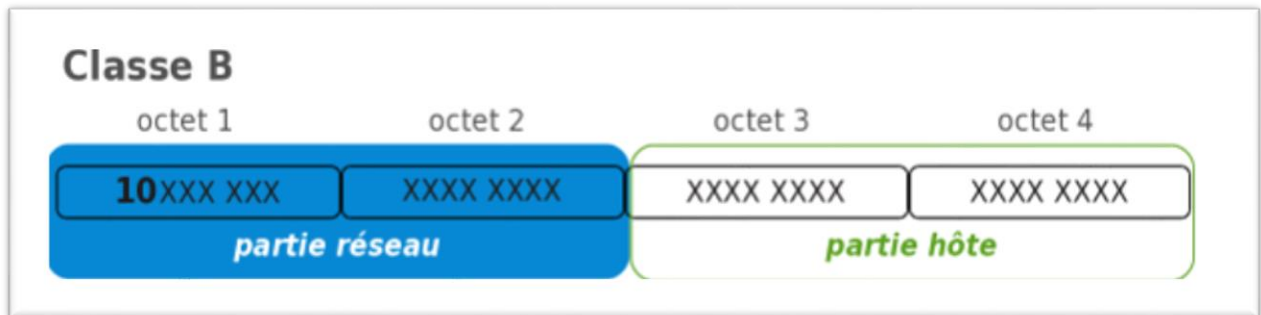 Classe B
octet 1 octet 2 octet 3 octet 4
10XXX XXX XXXX XXXX XXXX XXXX XXXX XXXX
partie réseau partie hôte